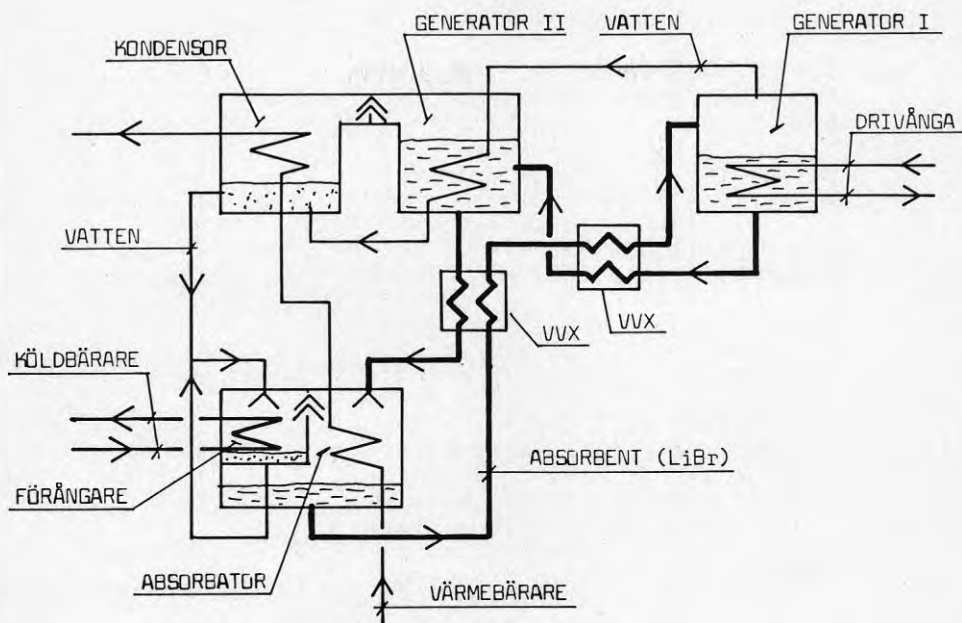 GENERATOR II
VATTEN
GENERATOR I
KONDENSOR
DRIVÅNGA
VATTEN
VVX
VVX
KÖLDBÄRARE
ABSORBENT (LiBr)
FÖRÅNGARE
ABSORBATOR
VÄRMEBÄRARE